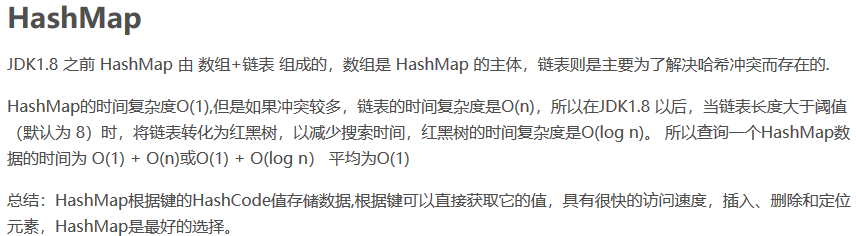 HashMap
JDK1.8 之前 HashMap 由 数组+链表 组成的，数组是 HashMap 的主体，链表则是主要为了解决哈希冲突而存在的.
HashMap的时间复杂度O(1),但是如果冲突较多，链表的时间复杂度是O(n)，所以在JDK1.8 以后，当链表长度大于阈值
（默认为 8）时，将链表转化为红黑树，以减少搜索时间，红黑树的时间复杂度是O(log n)。 所以查询一个HashMap数
据的时间为 O(1) + O(n)或O(1) + O(log n） 平均为O(1)
总结：HashMap根据键的HashCode值存储数据,根据键可以直接获取它的值，具有很快的访问速度，插入、删除和定位
元素，HashMap是最好的选择。